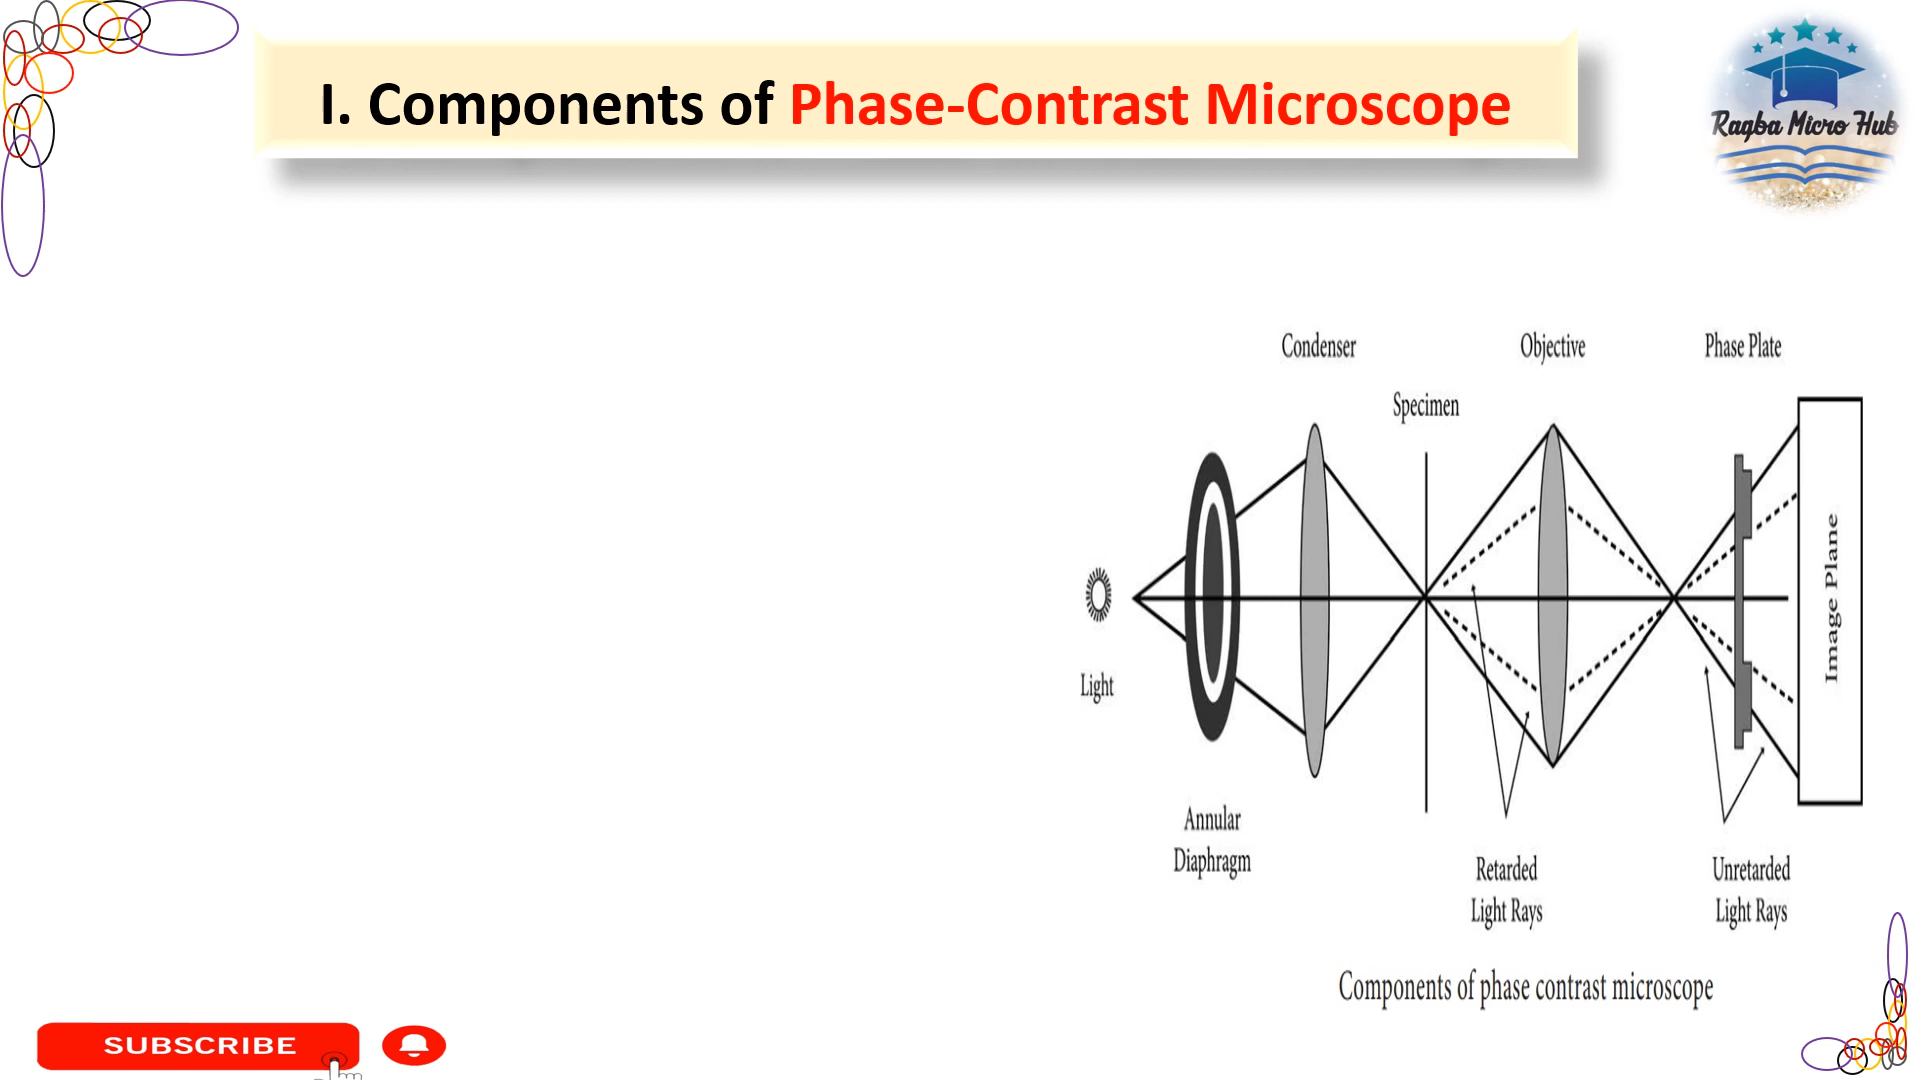 I. Components of Phase-Contrast Microscope
Ragba Micro Hub
Condenser
Objective
Phase Plate
Specimen
Image Plane
Light
Annular
Diaphragm
Retarded
Light Rays
Unretarded
Light Rays
Components of phase contrast microscope
SUBSCRIBE